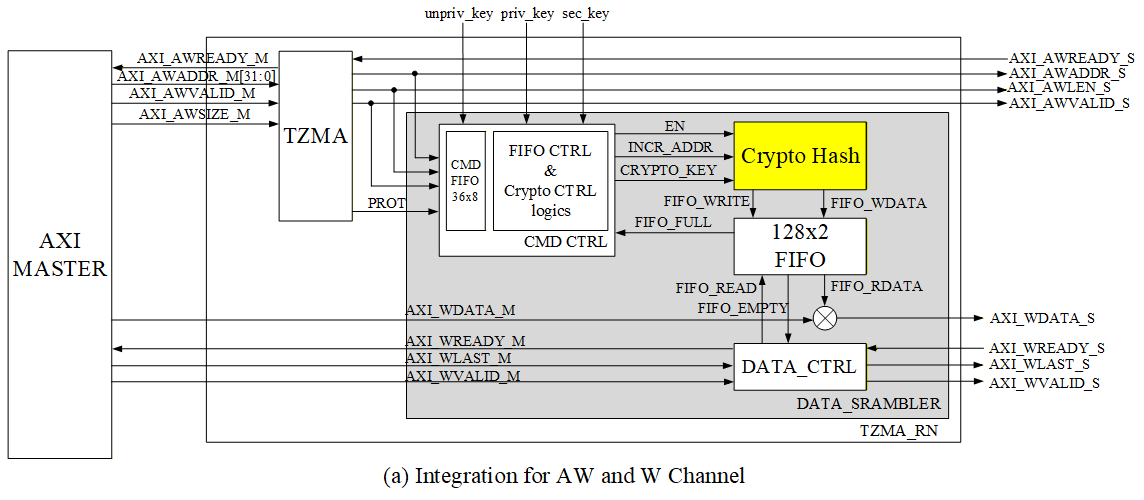 unpriv_key priv_key sec_key
AXI_AWREADY_M
AXI_AWADDR_M[31:0]
AXI_AWVALID_M
AXI_AWSIZE_M
AXI_AWREADY_S
AXI_AWADDR_S
AXI_AWLEN_S
AXI_AWVALID_S
TZMA
PROT
AXI
MASTER
CMD
FIFO
36x8
FIFO CTRL
&
Crypto CTRL
logics
CMD CTRL
EN
INCR_ADDR
CRYPTO_KEY
Crypto Hash
FIFO_WRITE
FIFO_WDATA
FIFO_FULL
128x2
FIFO
FIFO_READ
FIFO_EMPTY
FIFO_RDATA
AXI_WDATA_M
AXI_WDATA_S
AXI_WREADY_M
AXI_WLAST_M
AXI_WVALID_M
DATA_CTRL
AXI_WREADY_S
AXI_WLAST_S
AXI_WVALID_S
DATA_SRAMBLER
TZMA_RN
(a) Integration for AW and W Channel